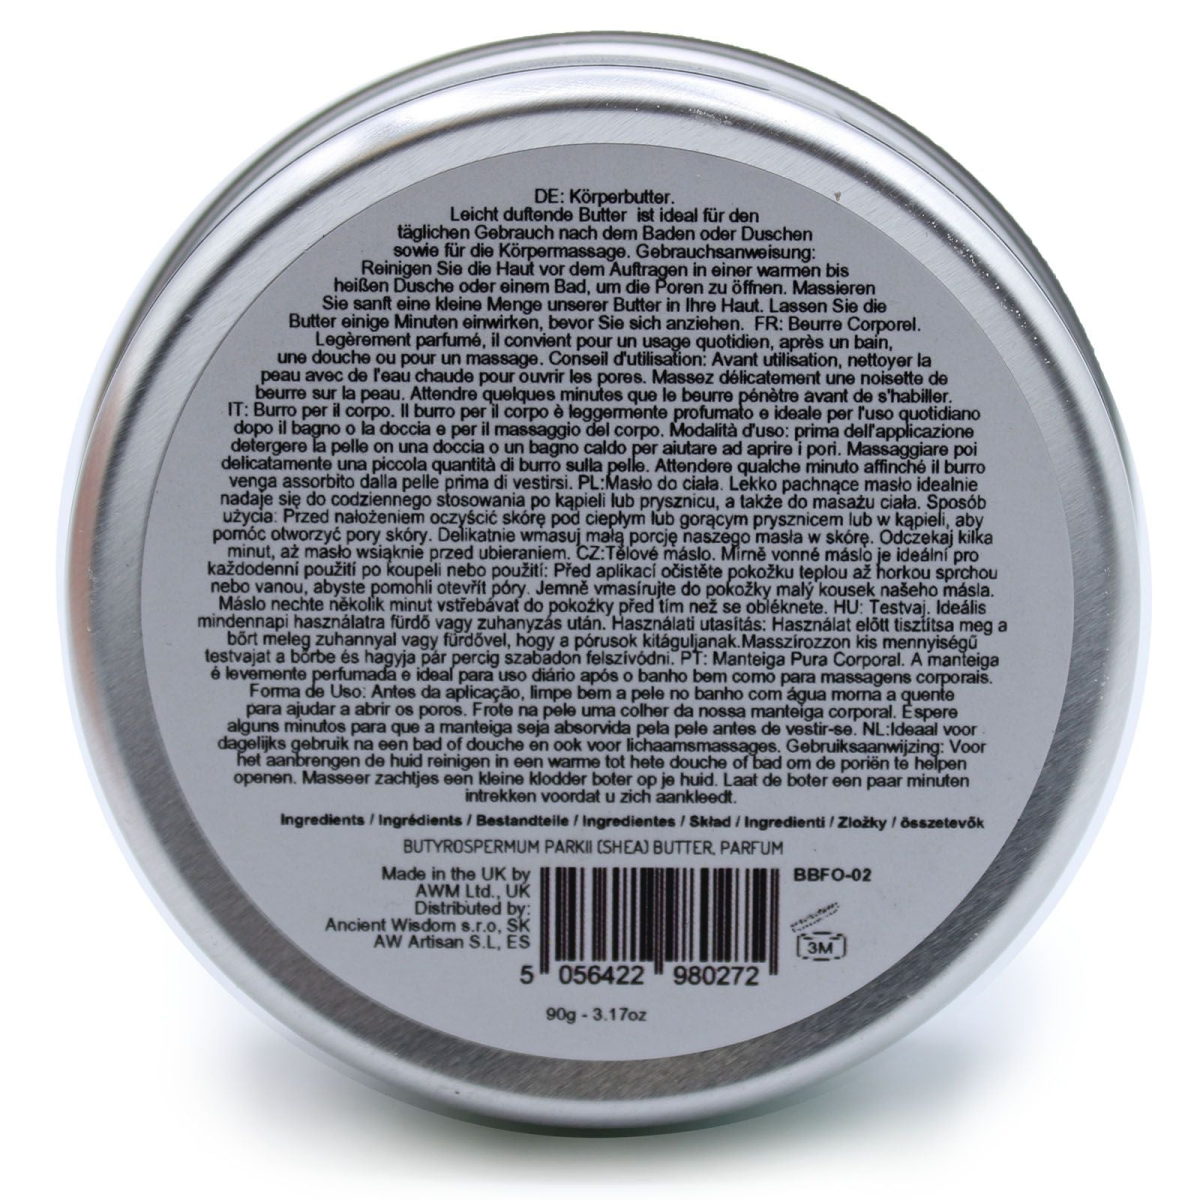 DE: Körperbutter.
Leicht duftende Butter ist ideal für den
täglichen Gebrauch nach dem Baden oder Duschen
sowie für die Körpermassage. Gebrauchsanweisung:
Reinigen Sie die Haut vor dem Auftragen in einer warmen bis
heißen Dusche oder einem Bad, um die Poren zu öffnen. Massieren
Sie sanft eine kleine Menge unserer Butter in Ihre Haut. Lassen Sie die
Butter einige Minuten einwirken, bevor Sie sich anziehen. FR: Beurre Corporel.
Legèrement parfumé, il convient pour un usage quotidien, après un bain,
une douche ou pour un massage. Conseil d'utilisation: Avant utilisation, nettoyer la
peau avec de l'eau chaude pour ouvrir les pores. Massez délicatement une noisette de
beurre sur la peau. Attendre quelques minutes que le beurre pénètre avant de s'habiller.
IT: Burro per il corpo. Il burro per il corpo è leggermente profumato e ideale per l'uso quotidiano
dopo il bagno o la doccia e per il massaggio del corpo. Modalità d'uso: prima dell'applicazione
detergere la pelle on una doccia o un bagno caldo per aiutare ad aprire i pori. Massaggiare poi
delicatamente una piccola quantità di burro sulla pelle. Attendere qualche minuto affinché il burro
venga assorbito dalla pelle prima di vestirsi. PL:Masło do ciała. Lekko pachnące masło idealnie
nadaje się do codziennego stosowania po kąpieli lub prysznicu, a także do masażu ciała. Sposób
użycia: Przed nałożeniem oczyścić skórę pod ciepłym lub gorącym prysznicem lub w kąpieli, aby
pomóc otworzyć pory skóry. Delikatnie wmasuj małą porcję naszego masła w skórę. Odczekaj kilka
minut, aż masło wsiąknie przed ubieraniem. CZ:Tělové máslo. Mírně vonné máslo je ideální pro
každodenní použití po koupeli nebo použití: Před aplikací očistěte pokožku teplou až horkou sprchou
nebo vanou, abyste pomohli otevřít póry. Jemně vmasírujte do pokožky malý kousek našeho másla.
Máslo nechte několik minut vstřebávat do pokožky před tím než se obléknete. HU: Testvaj. Ideális
mindennapi használatra fürdő vagy zuhanyzás után. Használati utasítás: Használat előtt tisztítsa meg a
bőrt meleg zuhannyal vagy fürdővel, hogy a pórusok kitáguljanak.Masszírozzon kis mennyiségű
testvajat a bőrbe és hagyja pár percig szabadon felszívódni. PT: Manteiga Pura Corporal. A manteiga
é levemente perfumada e ideal para uso diário após o banho bem como para massagens corporais.
Forma de Uso: Antes da aplicação, limpe bem a pele no banho com água morna a quente
para ajudar a abrir os poros. Frote na pele uma colher da nossa manteiga corporal. Espere
alguns minutos para que a manteiga seja absorvida pela pele antes de vestir-se. NL:Ideaal voor
dagelijks gebruik na een bad of douche en ook voor lichaamsmassages. Gebruiksaanwijzing: Voor
het aanbrengen de huid reinigen in een warme tot hete douche of bad om de poriën te helpen
openen. Masseer zachtjes een kleine klodder boter op je huid. Laat de boter een paar minuten
intrekken voordat u zich aankleedt.
Ingredients / Ingrédients / Bestandteile / Ingredientes / Skład / Ingredienti / Zložky / összetevők
BUTYROSPERMUM PARKII (SHEA) BUTTER, PARFUM
Made in the UK by
AWM Ltd., UK
Distributed by:
Ancient Wisdom s.r.o, SK
AW Artisan S.L, ES
BBFO-02
3M
5 056422 980272
90g - 3.17oz